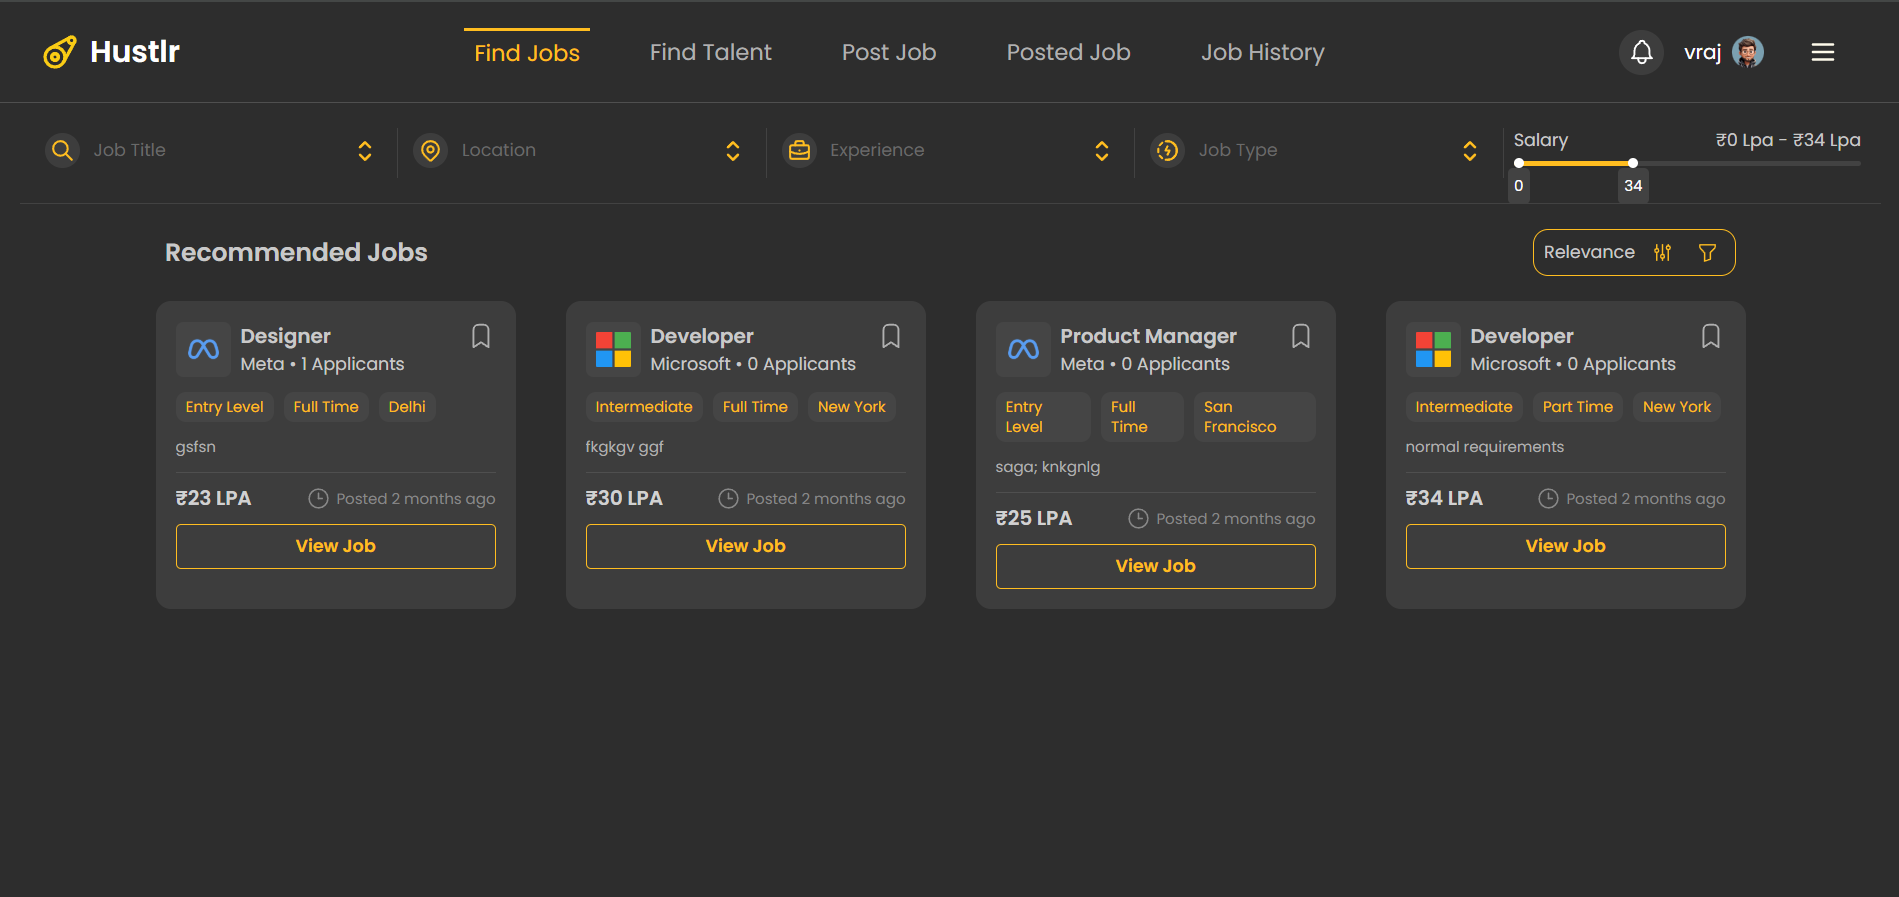 Hustlr
Find Jobs
Find Talent
Post Job
Posted Job
Job History
vraj
Job Title
Location
Experience
Job Type
Salary
₹0 Lpa - ₹34 Lpa
0
34
Recommended Jobs
Relevance
Designer
Meta • 1 Applicants
Entry Level
Full Time
Delhi
gsfsn
₹23 LPA
Posted 2 months ago
View Job
Developer
Microsoft • 0 Applicants
Intermediate
Full Time
New York
fkgkgv ggf
₹30 LPA
Posted 2 months ago
View Job
Product Manager
Meta • 0 Applicants
Entry
Level
Full
Time
San
Francisco
saga; knkgnlg
₹25 LPA
Posted 2 months ago
View Job
Developer
Microsoft • 0 Applicants
Intermediate
Part Time
New York
normal requirements
₹34 LPA
Posted 2 months ago
View Job